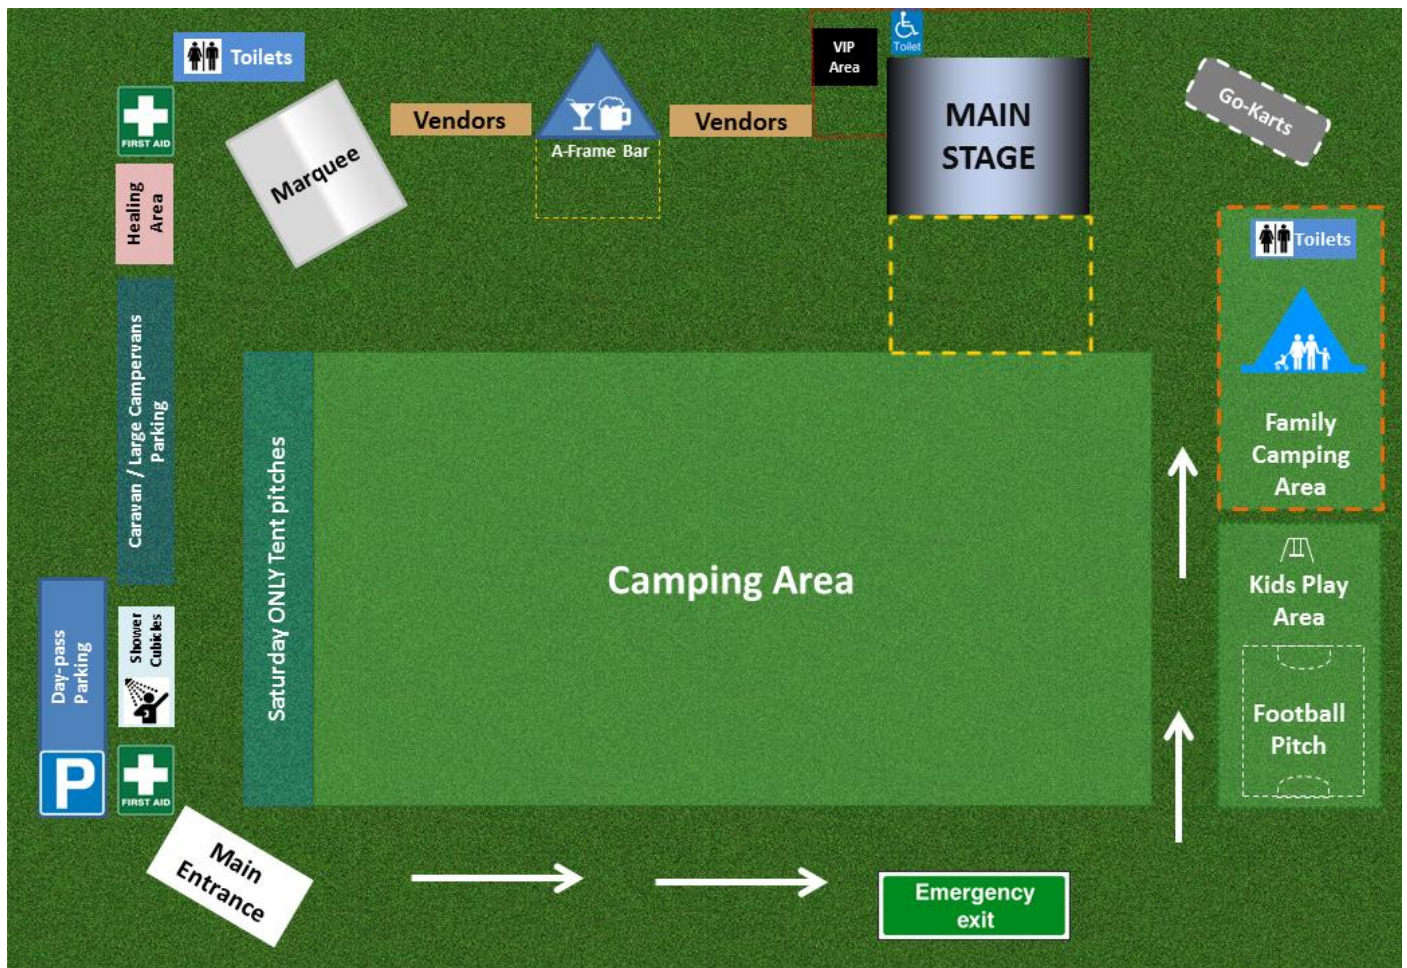 Toilets
VIP
Area
Toilet
MAIN
STAGE
Go-Karts
FIRST AID
Vendors
Vendors
A-Frame Bar
Marquee
Healing
Area
Toilets
Caravan / Large Campervans
Parking
Family
Camping
Area
Saturday ONLY Tent pitches
Camping Area
Kids Play
Area
Day-pass
Parking
Shower
Cubicles
Football
Pitch
P
FIRST AID
Main
Entrance
Emergency
exit